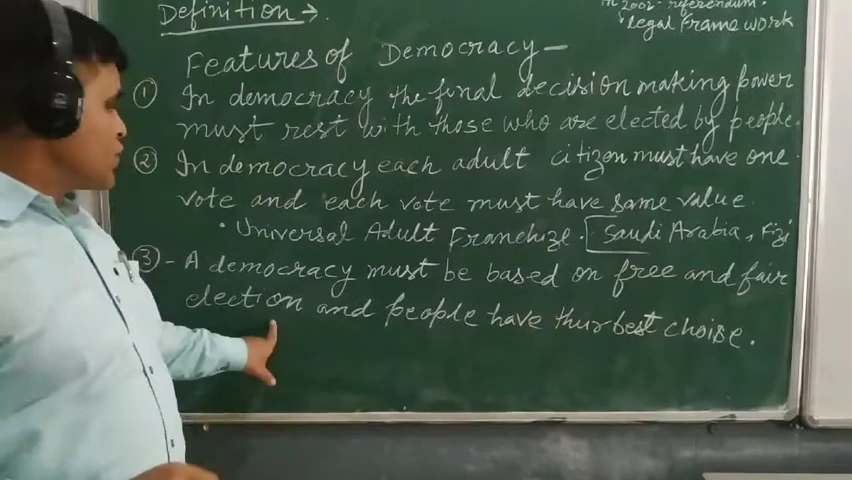 Definition →.
in 2002 - referendum.
Legal frame work
Features of Democracy —
① In democracy the final decision making power
must rest with those who are elected by people.
② In democracy each adult citizen must have one
vote and each vote must have same value.
• Universal Adult Franchize. Saudi Arabia, Fizi
③ - A democracy must be based on free and fair
election and people have thur best choise.